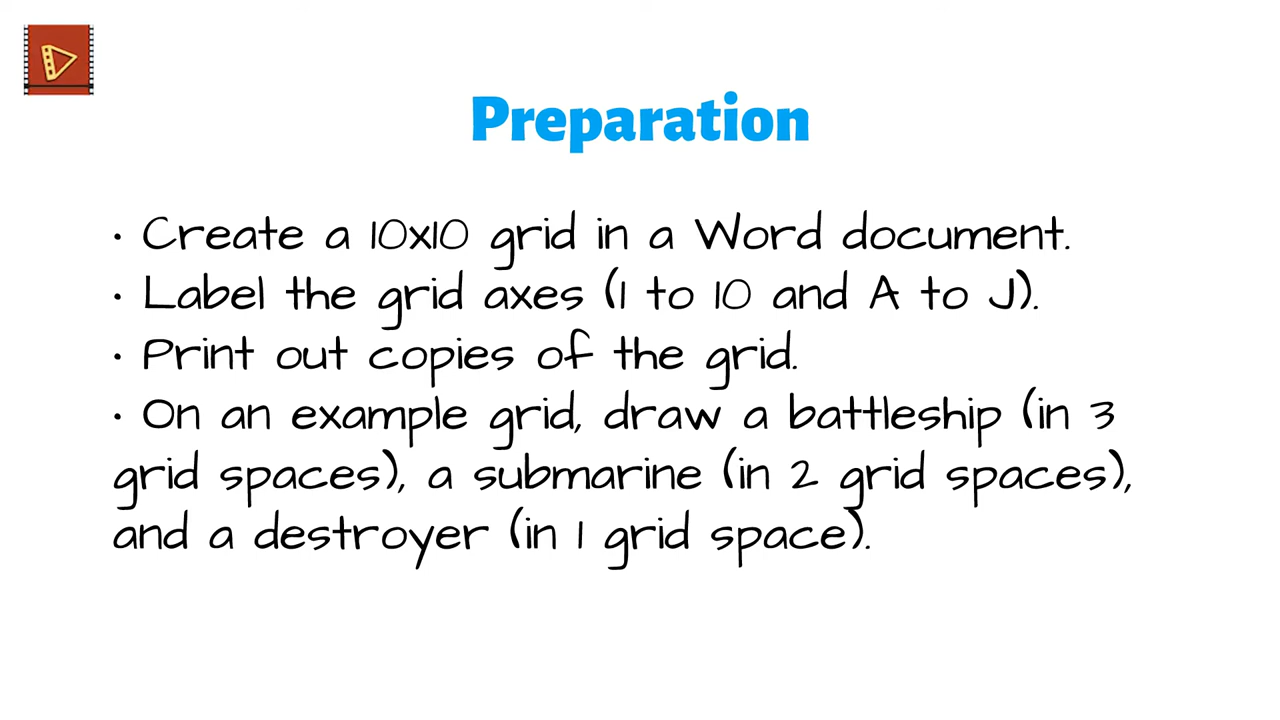 Preparation
• Create a 10x10 grid in a Word document.
• Label the grid axes (1 to 10 and A to J).
• Print out copies of the grid.
• On an example grid, draw a battleship (in 3
grid spaces), a submarine (in 2 grid spaces),
and a destroyer (in 1 grid space).